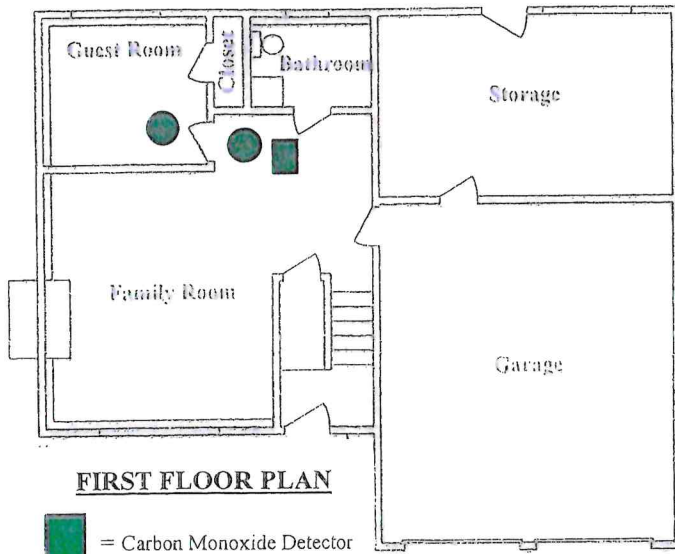 Guest Room
Closet
Bathroom
Storage
Family Room
Garage
FIRST FLOOR PLAN
= Carbon Monoxide Detector